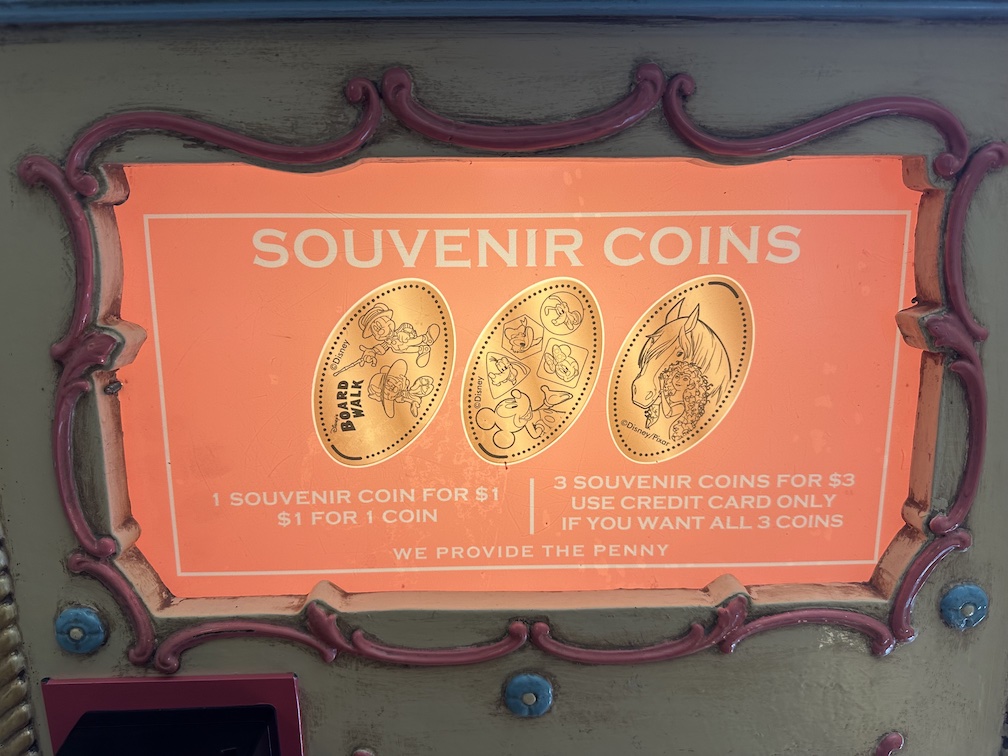 SOUVENIR COINS
©Disney
Disney's
BOARD
WALK
©Disney
©Disney/Pixar
1 SOUVENIR COIN FOR $1
$1 FOR 1 COIN
3 SOUVENIR COINS FOR $3
USE CREDIT CARD ONLY
IF YOU WANT ALL 3 COINS
WE PROVIDE THE PENNY